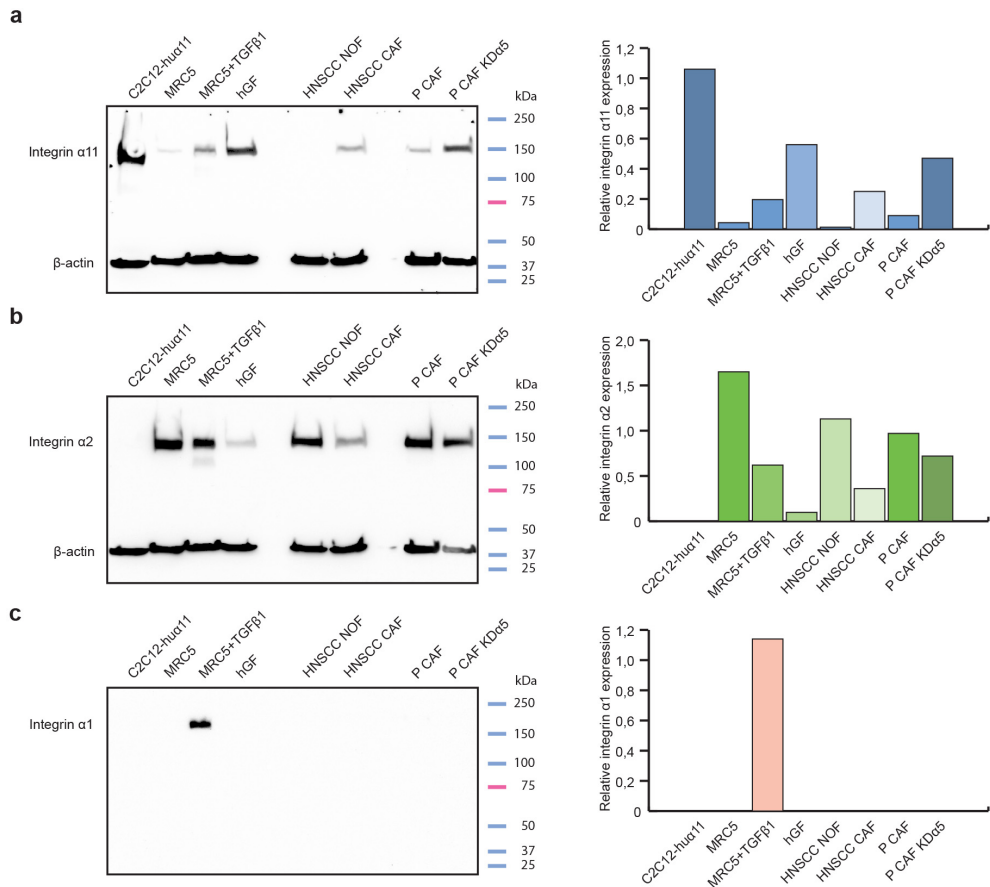 a
C2C12-huα11
MRC5
MRC5+TGFβ1
hGF
HNSCC NOF
HNSCC CAF
P CAF
P CAF KDα5
kDa
250
Integrin α11
150
100
75
50
β-actin
37
25
Relative integrin α11 expression
1,2
1,0
0,8
0,6
0,4
0,2
0
C2C12-huα11
MRC5
MRC5+TGFβ1
hGF
HNSCC NOF
HNSCC CAF
P CAF
P CAF KDα5
b
C2C12-huα11
MRC5
MRC5+TGFβ1
hGF
HNSCC NOF
HNSCC CAF
P CAF
P CAF KDα5
kDa
250
Integrin α2
150
100
75
50
β-actin
37
25
Relative integrin α2 expression
2,0
1,5
1,0
0,5
0
C2C12-huα11
MRC5
MRC5+TGFβ1
hGF
HNSCC NOF
HNSCC CAF
P CAF
P CAF KDα5
c
C2C12-huα11
MRC5
MRC5+TGFβ1
hGF
HNSCC NOF
HNSCC CAF
P CAF
P CAF KDα5
kDa
250
Integrin α1
150
100
75
50
37
25
Relative integrin α1 expression
1,2
1,0
0,8
0,6
0,4
0,2
0
C2C12-huα11
MRC5
MRC5+TGFβ1
hGF
HNSCC NOF
HNSCC CAF
P CAF
P CAF KDα5